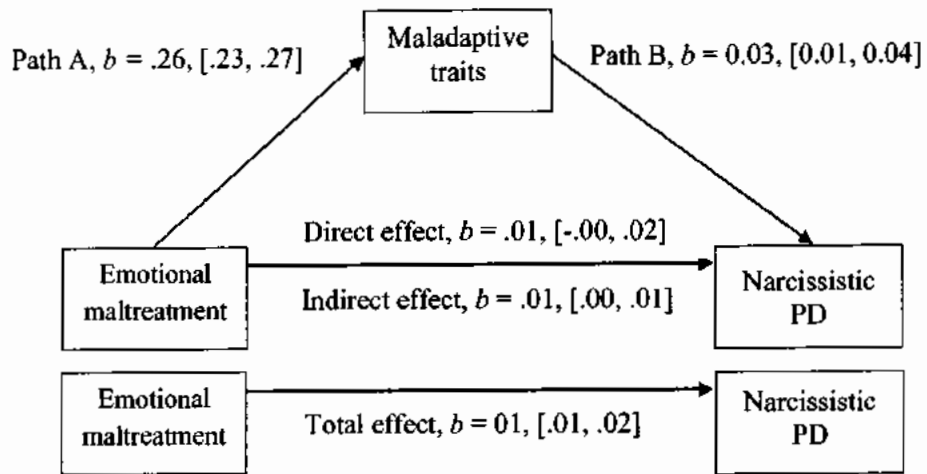 Maladaptive
traits
Path A, b = .26, [.23, .27]
Path B, b = 0.03, [0.01, 0.04]
Direct effect, b = .01, [-.00, .02]
Emotional
maltreatment
Indirect effect, b = .01, [.00, .01]
Narcissistic
PD
Emotional
maltreatment
Total effect, b = 01, [.01, .02]
Narcissistic
PD